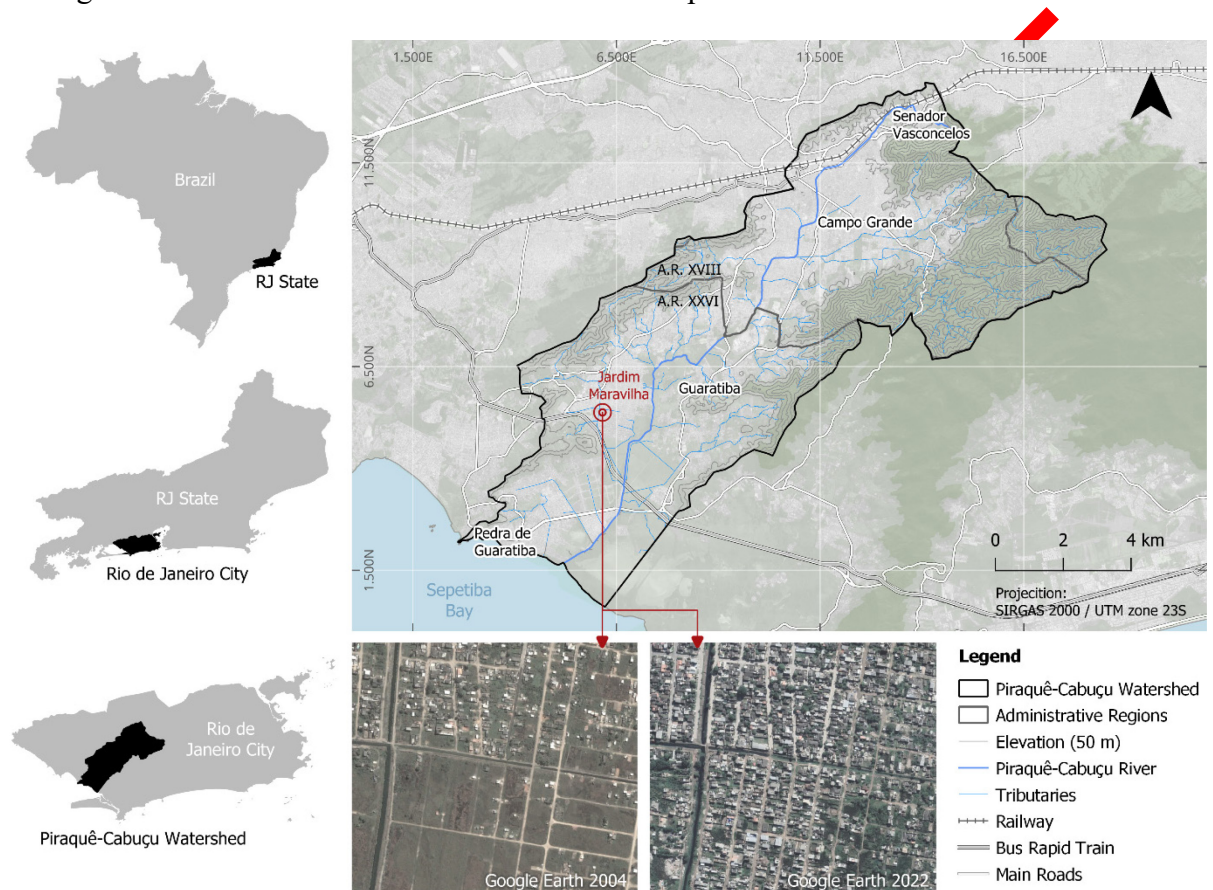 Brazil
RJ State
RJ State
Rio de Janeiro City
Rio de
Janeiro City
Piraquê-Cabuçu Watershed
1.500E
6.500E
11.500E
16.500E
11.500N
6.500N
1.500N
Senador
Vasconcelos
Campo Grande
A.R. XVIII
A.R. XXVI
Jardim
Maravilha
Guaratiba
Pedra de
Guaratiba
Sepetiba
Bay
0 2 4 km
Projection:
SIRGAS 2000 / UTM zone 23S
Google Earth 2004
Google Earth 2022
Legend
Piraquê-Cabuçu Watershed
Administrative Regions
Elevation (50 m)
Piraquê-Cabuçu River
Tributaries
Railway
Bus Rapid Train
Main Roads